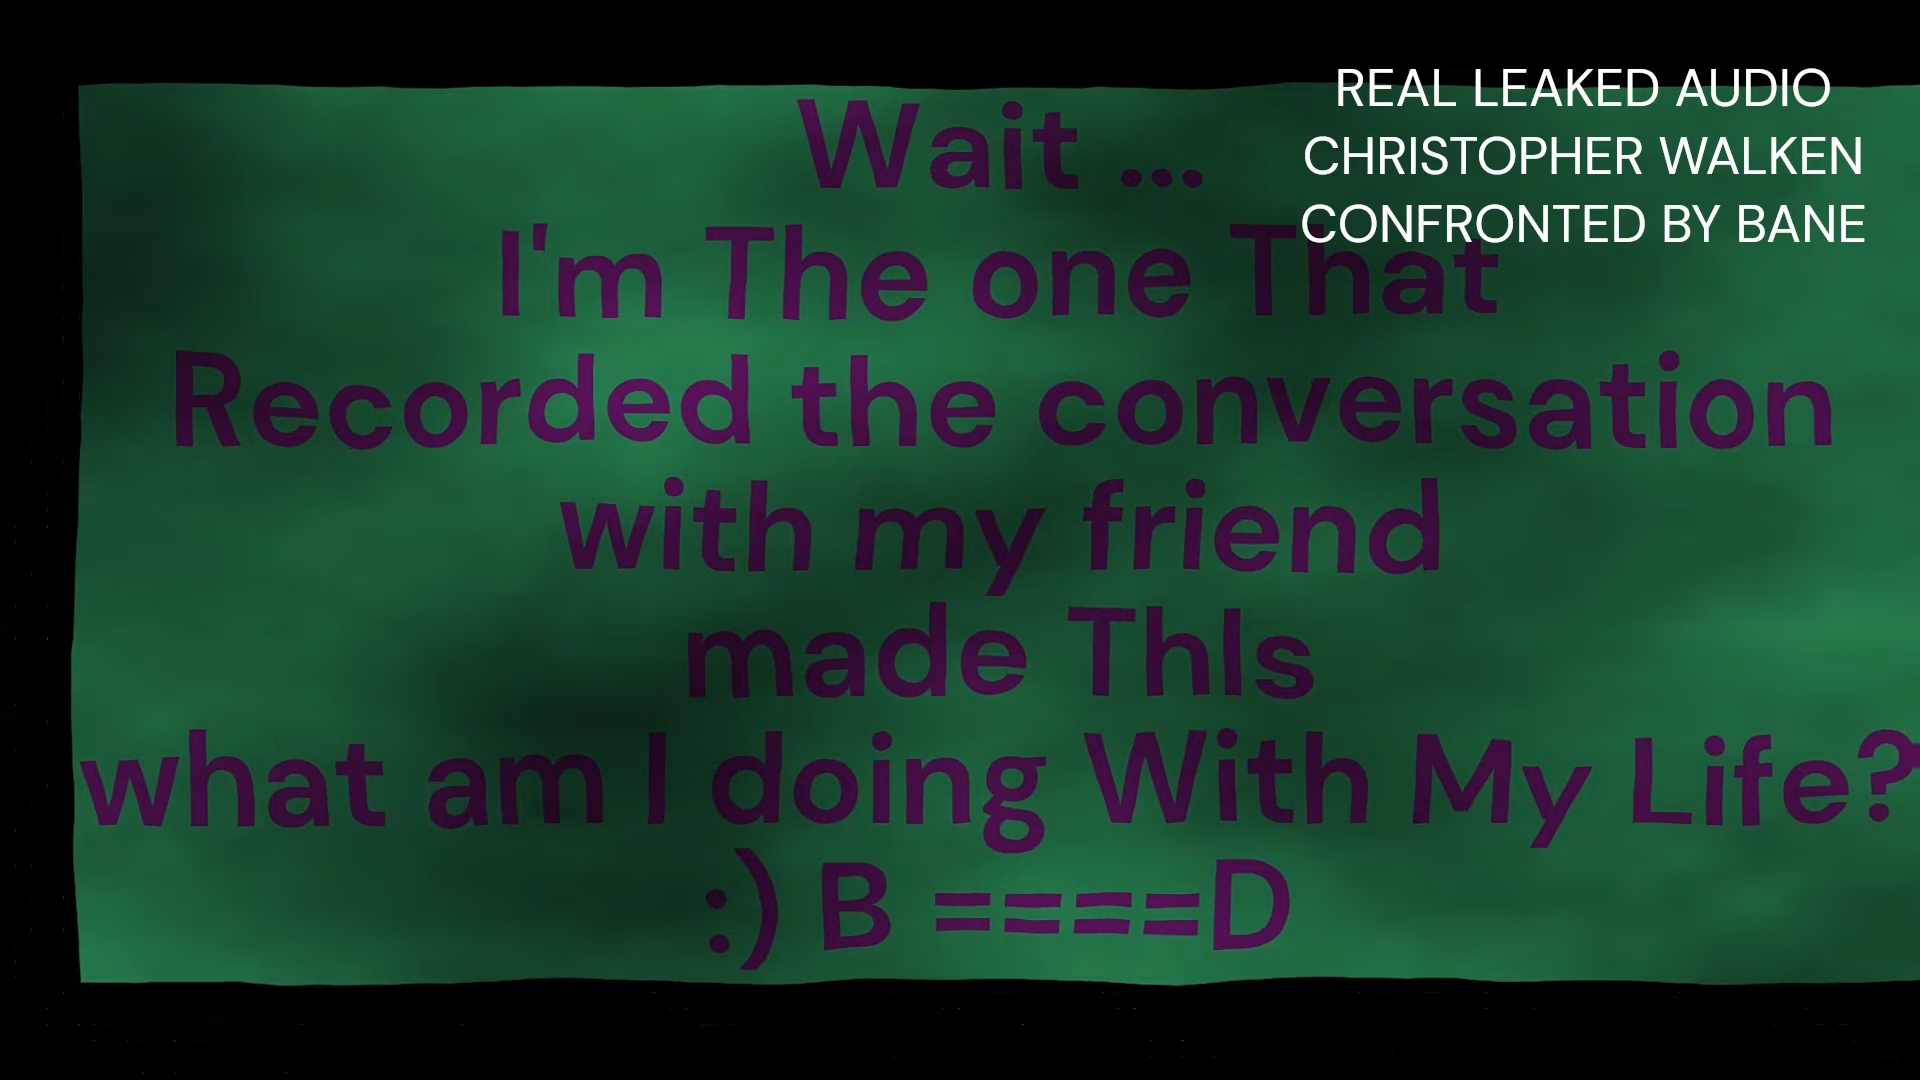 REAL LEAKED AUDIO
CHRISTOPHER WALKEN
CONFRONTED BY BANE
Wait ...
I'm The one That
Recorded the conversation
with my friend
made ThIs
what am I doing With My Life?
:) B ====D